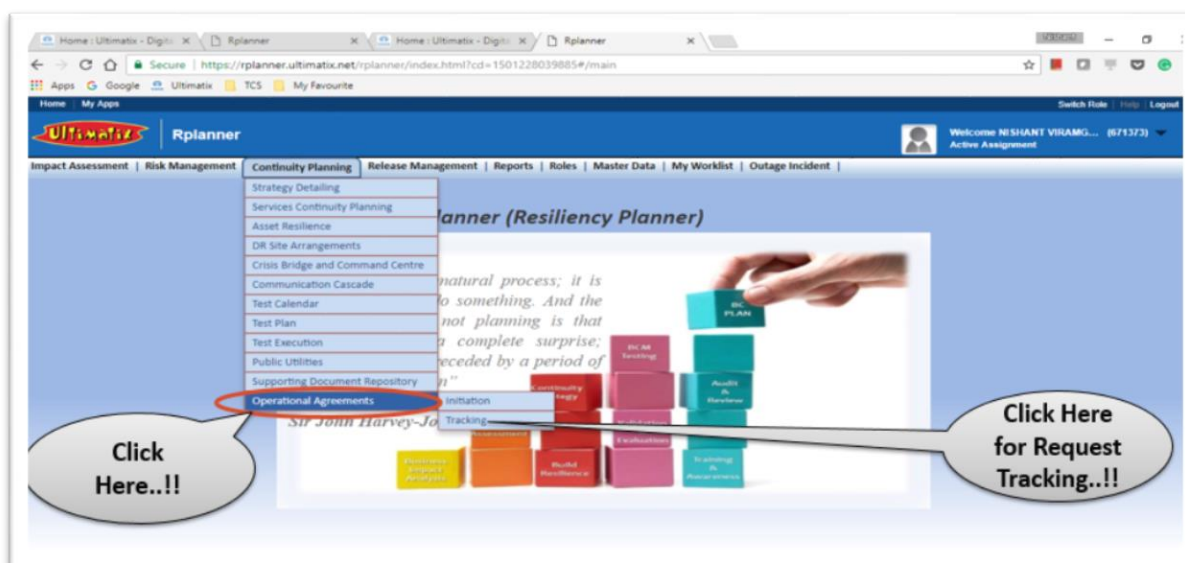 Home : Ultimatix - Digit
Rplanner
Home : Ultimatix - Digit
Rplanner
Secure | https://rplanner.ultimatix.net/rplanner/index.html?cd=1501228039885#/main
Apps Google Ultimatix TCS My Favourite
Home | My Apps
Switch Role | Help | Logout
Ultimatix Rplanner
Welcome NISHANT VIRAMG... (671373)
Active Assignment
Impact Assessment | Risk Management | Continuity Planning | Release Management | Reports | Roles | Master Data | My Worklist | Outage Incident |
Strategy Detailing
Services Continuity Planning
Asset Resilience
DR Site Arrangements
Crisis Bridge and Command Centre
Communication Cascade
Test Calendar
Test Plan
Test Execution
Public Utilities
Supporting Document Repository
Operational Agreements
Initiation
Tracking
lanner (Resiliency Planner)
natural process; it is
o something. And the
not planning is that
a complete surprise;
receded by a period of
n"
Sir John Harvey-Jo
BC
PLAN
BCM
Testing
Continuity
tegy
Audit
&
Review
Assessment
Validation
Evaluation
Business
Impact
Analysis
Build
Resilience
Training
&
Awareness
Click
Here..!!
Click Here
for Request
Tracking..!!